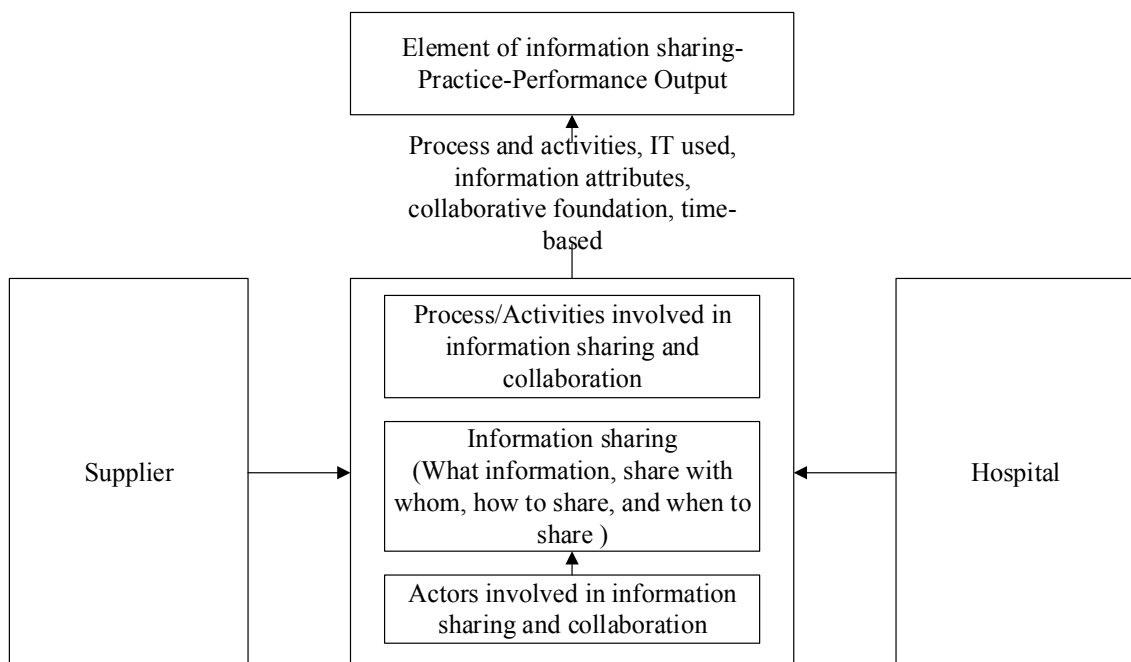 Element of information sharing-
Practice-Performance Output
Process and activities, IT used,
information attributes,
collaborative foundation, time-
based
Supplier
Process/Activities involved in
information sharing and
collaboration
Information sharing
(What information, share with
whom, how to share, and when to
share )
Actors involved in information
sharing and collaboration
Hospital